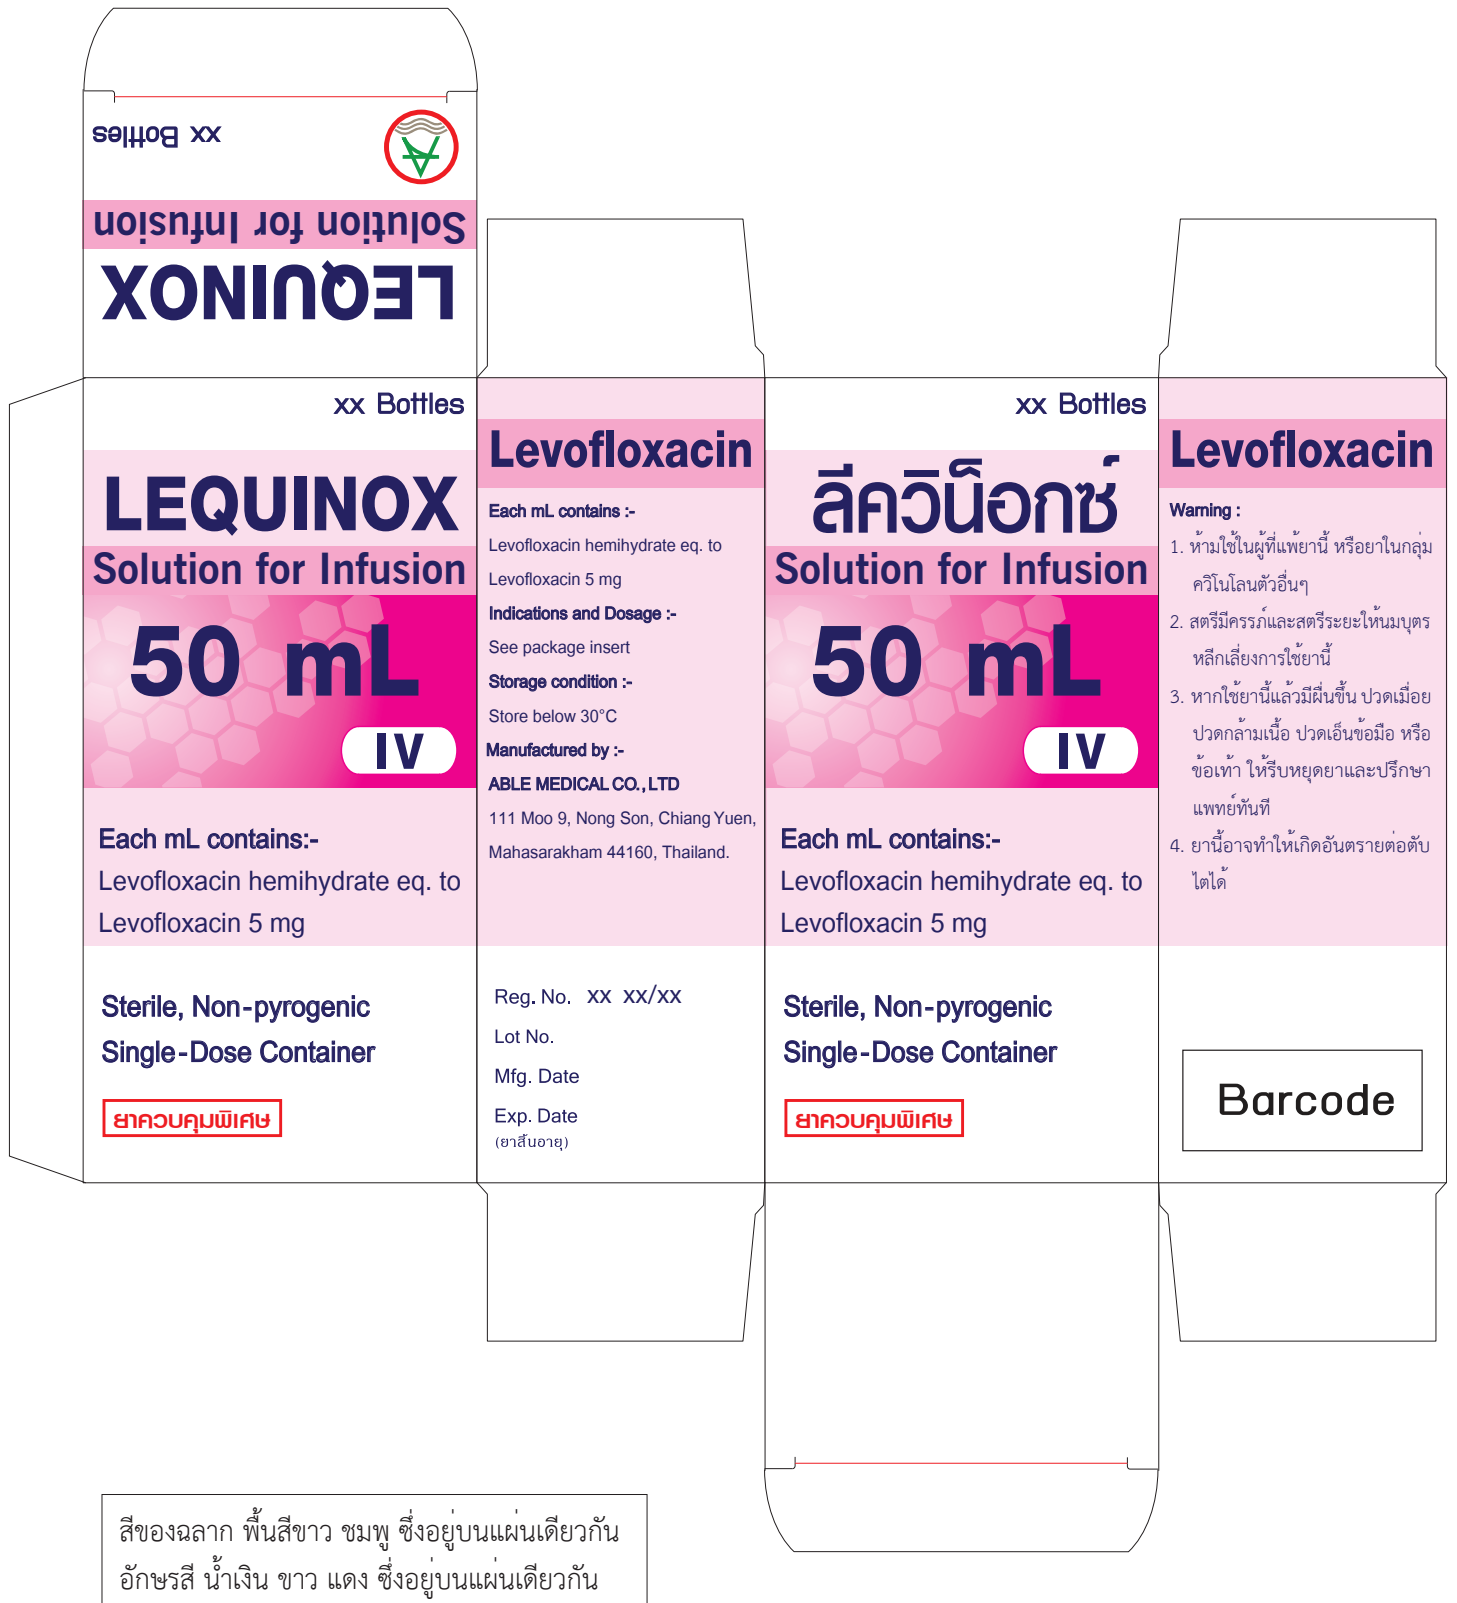 xx Bottles
Solution for Infusion
LEQUINOX
xx Bottles
LEQUINOX
Solution for Infusion
50 mL
IV
Each mL contains:-
Levofloxacin hemihydrate eq. to
Levofloxacin 5 mg
Sterile, Non-pyrogenic
Single-Dose Container
ยาควบคุมพิเศษ
Levofloxacin
Each mL contains :-
Levofloxacin hemihydrate eq. to
Levofloxacin 5 mg
Indications and Dosage :-
See package insert
Storage condition :-
Store below 30°C
Manufactured by :-
ABLE MEDICAL CO., LTD
111 Moo 9, Nong Son, Chiang Yuen,
Mahasarakham 44160, Thailand.
Reg. No. xx xx/xx
Lot No.
Mfg. Date
Exp. Date
(ยาสิ้นอายุ)
xx Bottles
ลีควิน็อกซ์
Solution for Infusion
50 mL
IV
Each mL contains:-
Levofloxacin hemihydrate eq. to
Levofloxacin 5 mg
Sterile, Non-pyrogenic
Single-Dose Container
ยาควบคุมพิเศษ
Levofloxacin
Warning :
1. ห้ามใช้ในผู้ที่แพ้ยานี้ หรือยาในกลุ่ม
ควิโนโลนตัวอื่นๆ
2. สตรีมีครรภ์และสตรีระยะให้นมบุตร
หลีกเลี่ยงการใช้ยานี้
3. หากใช้ยานี้แล้วมีผื่นขึ้น ปวดเมื่อย
ปวดกล้ามเนื้อ ปวดเอ็นข้อมือ หรือ
ข้อเท้า ให้รีบหยุดยาและปรึกษา
แพทย์ทันที
4. ยานี้อาจทำให้เกิดอันตรายต่อตับ
ไตได้
Barcode
สีของฉลาก พื้นสีขาว ชมพู ซึ่งอยู่บนแผ่นเดียวกัน
อักษรสี น้ำเงิน ขาว แดง ซึ่งอยู่บนแผ่นเดียวกัน